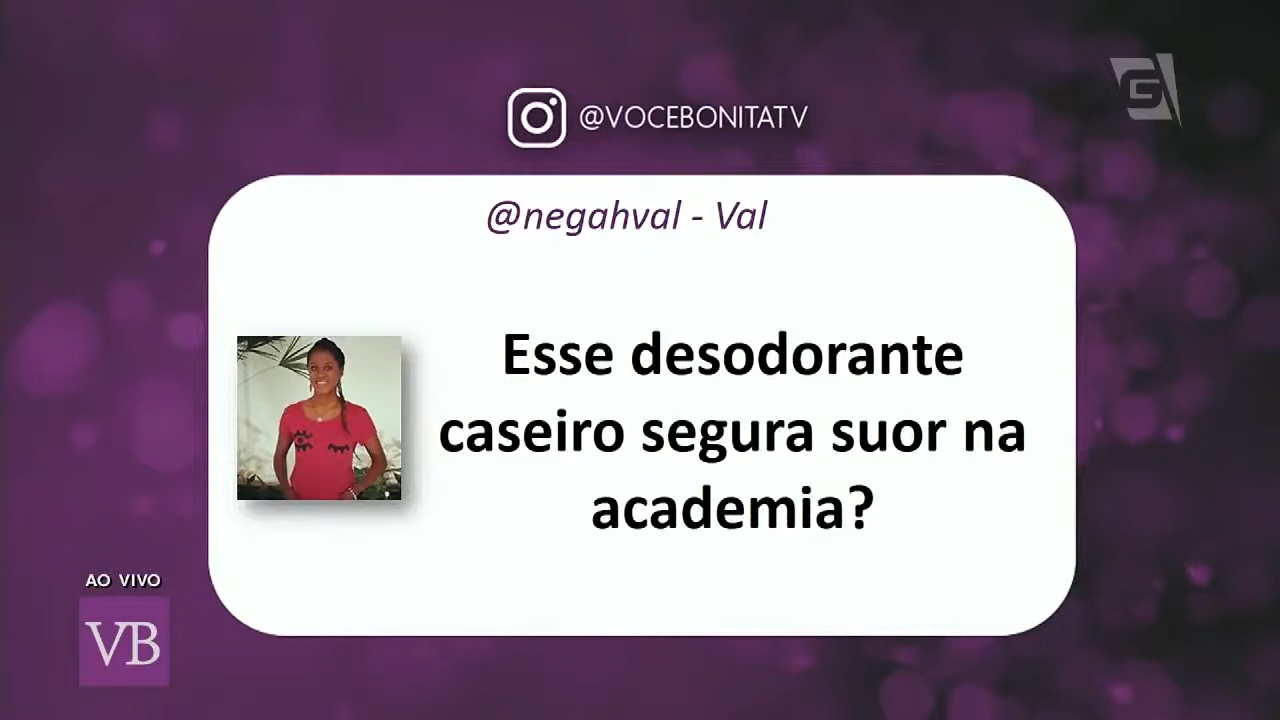 @VOCEBONITATV
G
@negahval - Val
Esse desodorante
caseiro segura suor na
academia?
AO VIVO
VB